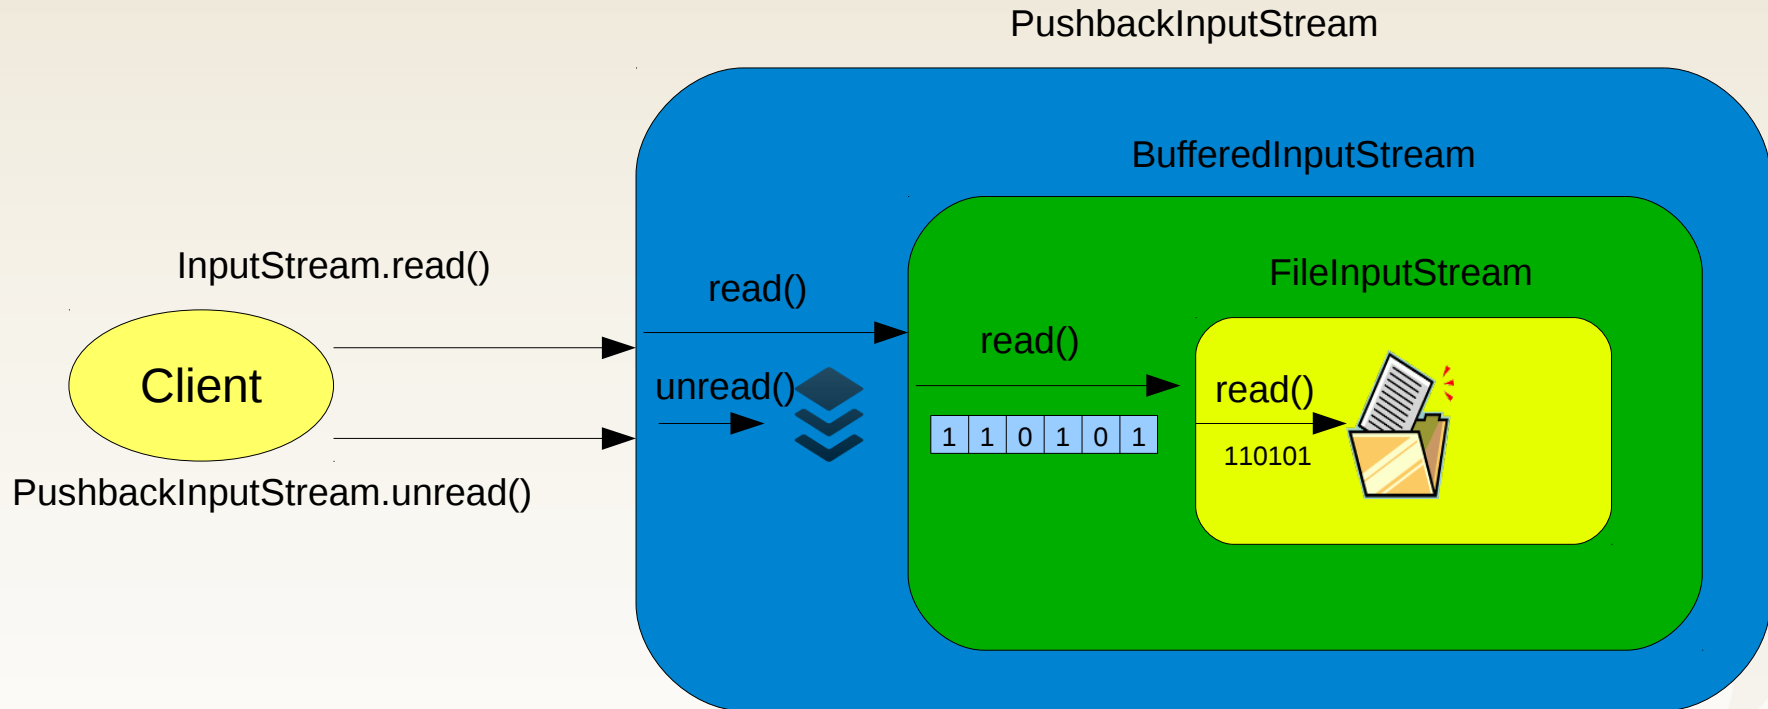 PushbackInputStream
BufferedInputStream
InputStream.read()
read()
FileInputStream
read()
Client
unread()
read()
1 1 0 1 0 1
110101
PushbackInputStream.unread()